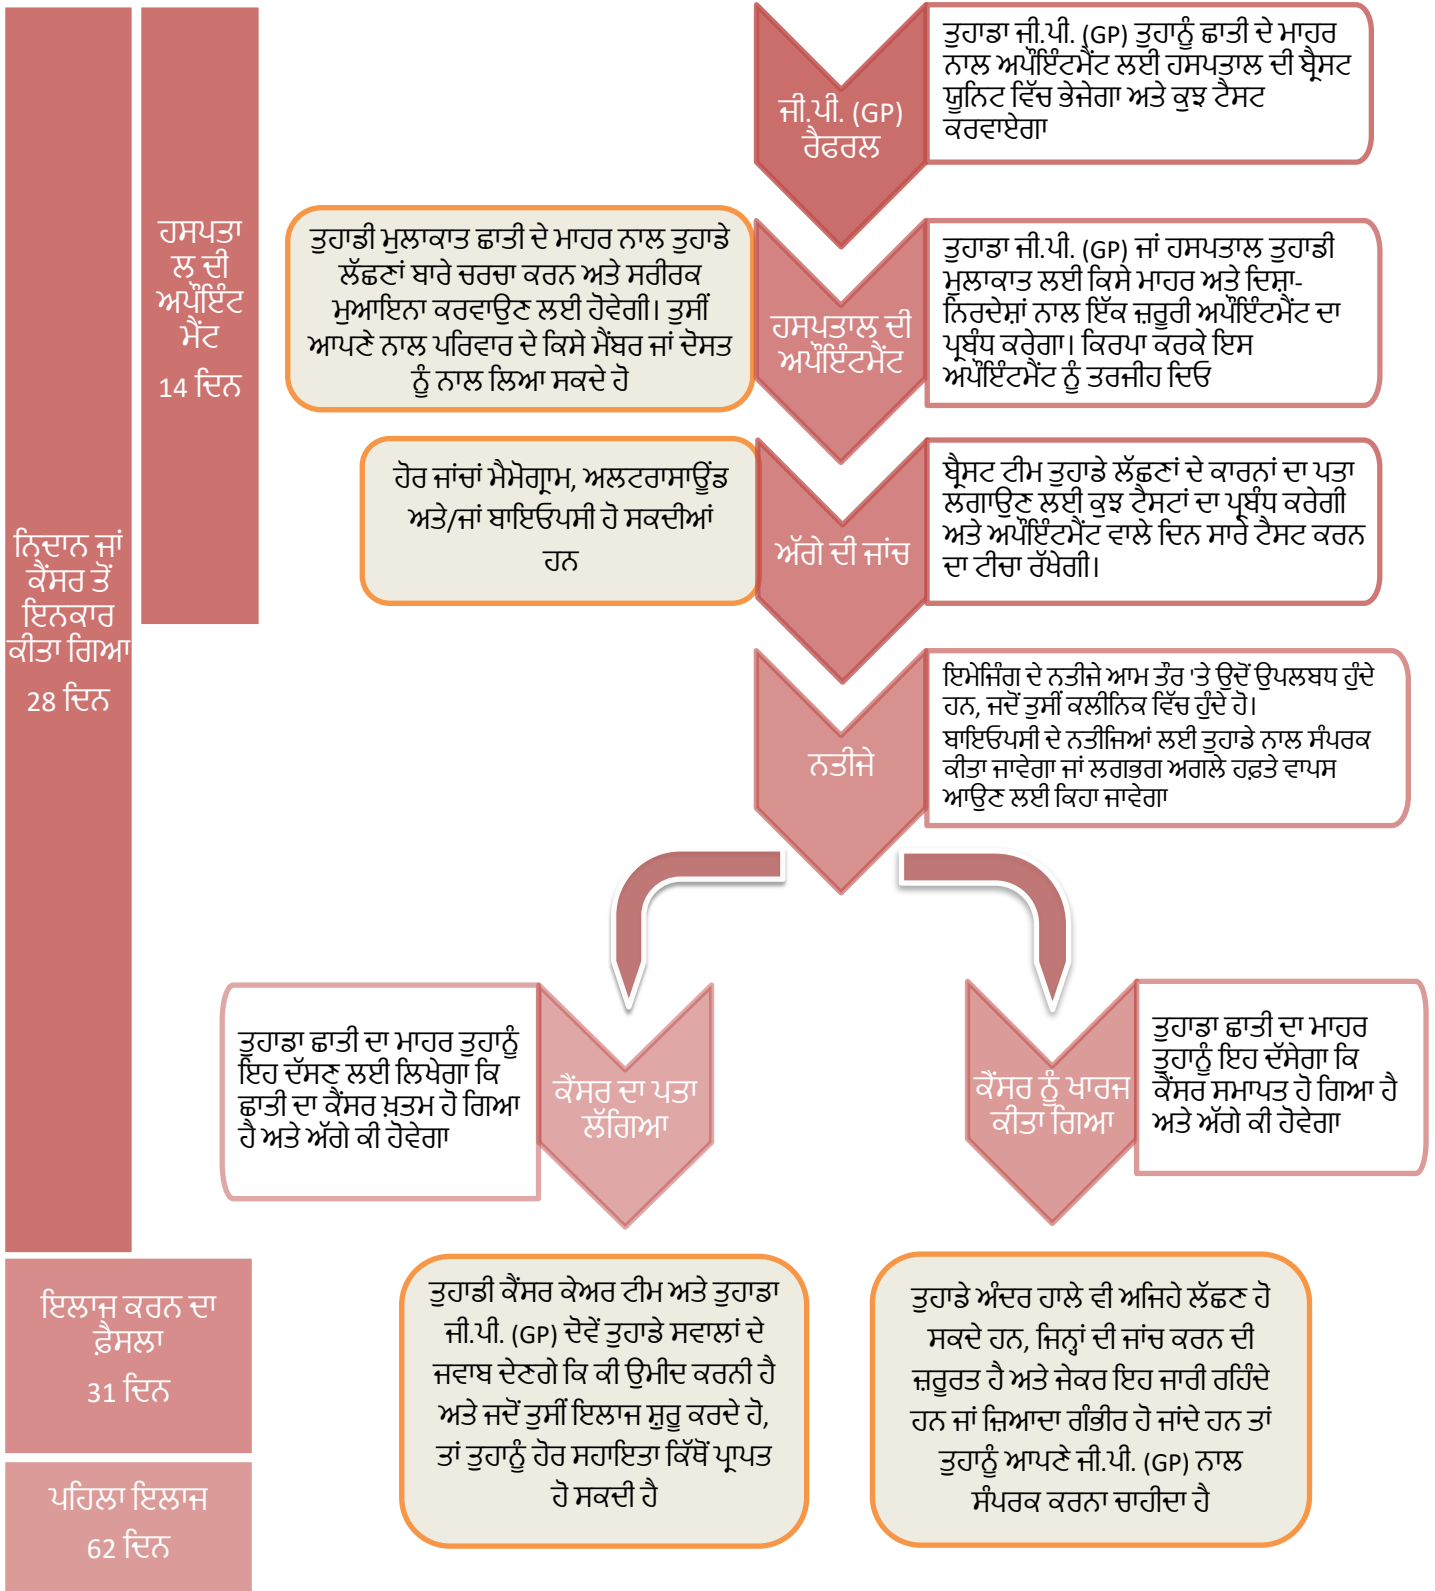 ਤੁਹਾਡਾ ਜੀ.ਪੀ. (GP) ਤੁਹਾਨੂੰ ਛਾਤੀ ਦੇ ਮਾਹਰ
ਨਾਲ ਅਪੌਇੰਟਮੈਂਟ ਲਈ ਹਸਪਤਾਲ ਦੀ ਬ੍ਰੈਸਟ
ਯੂਨਿਟ ਵਿੱਚ ਭੇਜੇਗਾ ਅਤੇ ਕੁਝ ਟੈਸਟ
ਕਰਵਾਏਗਾ
ਜੀ.ਪੀ. (GP)
ਰੈਫਰਲ
ਹਸਪਤਾ
ਲ ਦੀ
ਅਪੌਇੰਟ
ਮੈਂਟ
14 ਦਿਨ
ਤੁਹਾਡੀ ਮੁਲਾਕਾਤ ਛਾਤੀ ਦੇ ਮਾਹਰ ਨਾਲ ਤੁਹਾਡੇ
ਲੱਛਣਾਂ ਬਾਰੇ ਚਰਚਾ ਕਰਨ ਅਤੇ ਸਰੀਰਕ
ਮੁਆਇਨਾ ਕਰਵਾਉਣ ਲਈ ਹੋਵੇਗੀ। ਤੁਸੀਂ
ਆਪਣੇ ਨਾਲ ਪਰਿਵਾਰ ਦੇ ਕਿਸੇ ਮੈਂਬਰ ਜਾਂ ਦੋਸਤ
ਨੂੰ ਨਾਲ ਲਿਆ ਸਕਦੇ ਹੋ
ਹਸਪਤਾਲ ਦੀ
ਅਪੌਇੰਟਮੈਂਟ
ਤੁਹਾਡਾ ਜੀ.ਪੀ. (GP) ਜਾਂ ਹਸਪਤਾਲ ਤੁਹਾਡੀ
ਮੁਲਾਕਾਤ ਲਈ ਕਿਸੇ ਮਾਹਰ ਅਤੇ ਦਿਸ਼ਾ-
ਨਿਰਦੇਸ਼ਾਂ ਨਾਲ ਇੱਕ ਜ਼ਰੂਰੀ ਅਪੌਇੰਟਮੈਂਟ ਦਾ
ਪ੍ਰਬੰਧ ਕਰੇਗਾ। ਕਿਰਪਾ ਕਰਕੇ ਇਸ
ਅਪੌਇੰਟਮੈਂਟ ਨੂੰ ਤਰਜੀਹ ਦਿਓ
ਹੋਰ ਜਾਂਚਾਂ ਮੈਮੋਗ੍ਰਾਮ, ਅਲਟਰਾਸਾਊਂਡ
ਅਤੇ/ਜਾਂ ਬਾਇਓਪਸੀ ਹੋ ਸਕਦੀਆਂ
ਹਨ
ਅੱਗੇ ਦੀ ਜਾਂਚ
ਬ੍ਰੈਸਟ ਟੀਮ ਤੁਹਾਡੇ ਲੱਛਣਾਂ ਦੇ ਕਾਰਨਾਂ ਦਾ ਪਤਾ
ਲਗਾਉਣ ਲਈ ਕੁਝ ਟੈਸਟਾਂ ਦਾ ਪ੍ਰਬੰਧ ਕਰੇਗੀ
ਅਤੇ ਅਪੌਇੰਟਮੈਂਟ ਵਾਲੇ ਦਿਨ ਸਾਰੇ ਟੈਸਟ ਕਰਨ
ਦਾ ਟੀਚਾ ਰੱਖੇਗੀ।
ਨਿਦਾਨ ਜਾਂ
ਕੈਂਸਰ ਤੋਂ
ਇਨਕਾਰ
ਕੀਤਾ ਗਿਆ
28 ਦਿਨ
ਨਤੀਜੇ
ਇਮੇਜਿੰਗ ਦੇ ਨਤੀਜੇ ਆਮ ਤੌਰ 'ਤੇ ਉਦੋਂ ਉਪਲਬਧ ਹੁੰਦੇ
ਹਨ, ਜਦੋਂ ਤੁਸੀਂ ਕਲੀਨਿਕ ਵਿੱਚ ਹੁੰਦੇ ਹੋ।
ਬਾਇਓਪਸੀ ਦੇ ਨਤੀਜਿਆਂ ਲਈ ਤੁਹਾਡੇ ਨਾਲ ਸੰਪਰਕ
ਕੀਤਾ ਜਾਵੇਗਾ ਜਾਂ ਲਗਭਗ ਅਗਲੇ ਹਫ਼ਤੇ ਵਾਪਸ
ਆਉਣ ਲਈ ਕਿਹਾ ਜਾਵੇਗਾ
ਤੁਹਾਡਾ ਛਾਤੀ ਦਾ ਮਾਹਰ ਤੁਹਾਨੂੰ
ਇਹ ਦੱਸਣ ਲਈ ਲਿਖੇਗਾ ਕਿ
ਛਾਤੀ ਦਾ ਕੈਂਸਰ ਖ਼ਤਮ ਹੋ ਗਿਆ
ਹੈ ਅਤੇ ਅੱਗੇ ਕੀ ਹੋਵੇਗਾ
ਕੈਂਸਰ ਦਾ ਪਤਾ
ਲੱਗਿਆ
ਕੈਂਸਰ ਨੂੰ ਖਾਰਜ
ਕੀਤਾ ਗਿਆ
ਤੁਹਾਡਾ ਛਾਤੀ ਦਾ ਮਾਹਰ
ਤੁਹਾਨੂੰ ਇਹ ਦੱਸੇਗਾ ਕਿ
ਕੈਂਸਰ ਸਮਾਪਤ ਹੋ ਗਿਆ ਹੈ
ਅਤੇ ਅੱਗੇ ਕੀ ਹੋਵੇਗਾ
ਇਲਾਜ ਕਰਨ ਦਾ
ਫ਼ੈਸਲਾ
31 ਦਿਨ
ਪਹਿਲਾ ਇਲਾਜ
62 ਦਿਨ
ਤੁਹਾਡੀ ਕੈਂਸਰ ਕੇਅਰ ਟੀਮ ਅਤੇ ਤੁਹਾਡਾ
ਜੀ.ਪੀ. (GP) ਦੋਵੇਂ ਤੁਹਾਡੇ ਸਵਾਲਾਂ ਦੇ
ਜਵਾਬ ਦੇਣਗੇ ਕਿ ਕੀ ਉਮੀਦ ਕਰਨੀ ਹੈ
ਅਤੇ ਜਦੋਂ ਤੁਸੀਂ ਇਲਾਜ ਸ਼ੁਰੂ ਕਰਦੇ ਹੋ,
ਤਾਂ ਤੁਹਾਨੂੰ ਹੋਰ ਸਹਾਇਤਾ ਕਿੱਥੋਂ ਪ੍ਰਾਪਤ
ਹੋ ਸਕਦੀ ਹੈ
ਤੁਹਾਡੇ ਅੰਦਰ ਹਾਲੇ ਵੀ ਅਜਿਹੇ ਲੱਛਣ ਹੋ
ਸਕਦੇ ਹਨ, ਜਿਨ੍ਹਾਂ ਦੀ ਜਾਂਚ ਕਰਨ ਦੀ
ਜ਼ਰੂਰਤ ਹੈ ਅਤੇ ਜੇਕਰ ਇਹ ਜਾਰੀ ਰਹਿੰਦੇ
ਹਨ ਜਾਂ ਜ਼ਿਆਦਾ ਗੰਭੀਰ ਹੋ ਜਾਂਦੇ ਹਨ ਤਾਂ
ਤੁਹਾਨੂੰ ਆਪਣੇ ਜੀ.ਪੀ. (GP) ਨਾਲ
ਸੰਪਰਕ ਕਰਨਾ ਚਾਹੀਦਾ ਹੈ